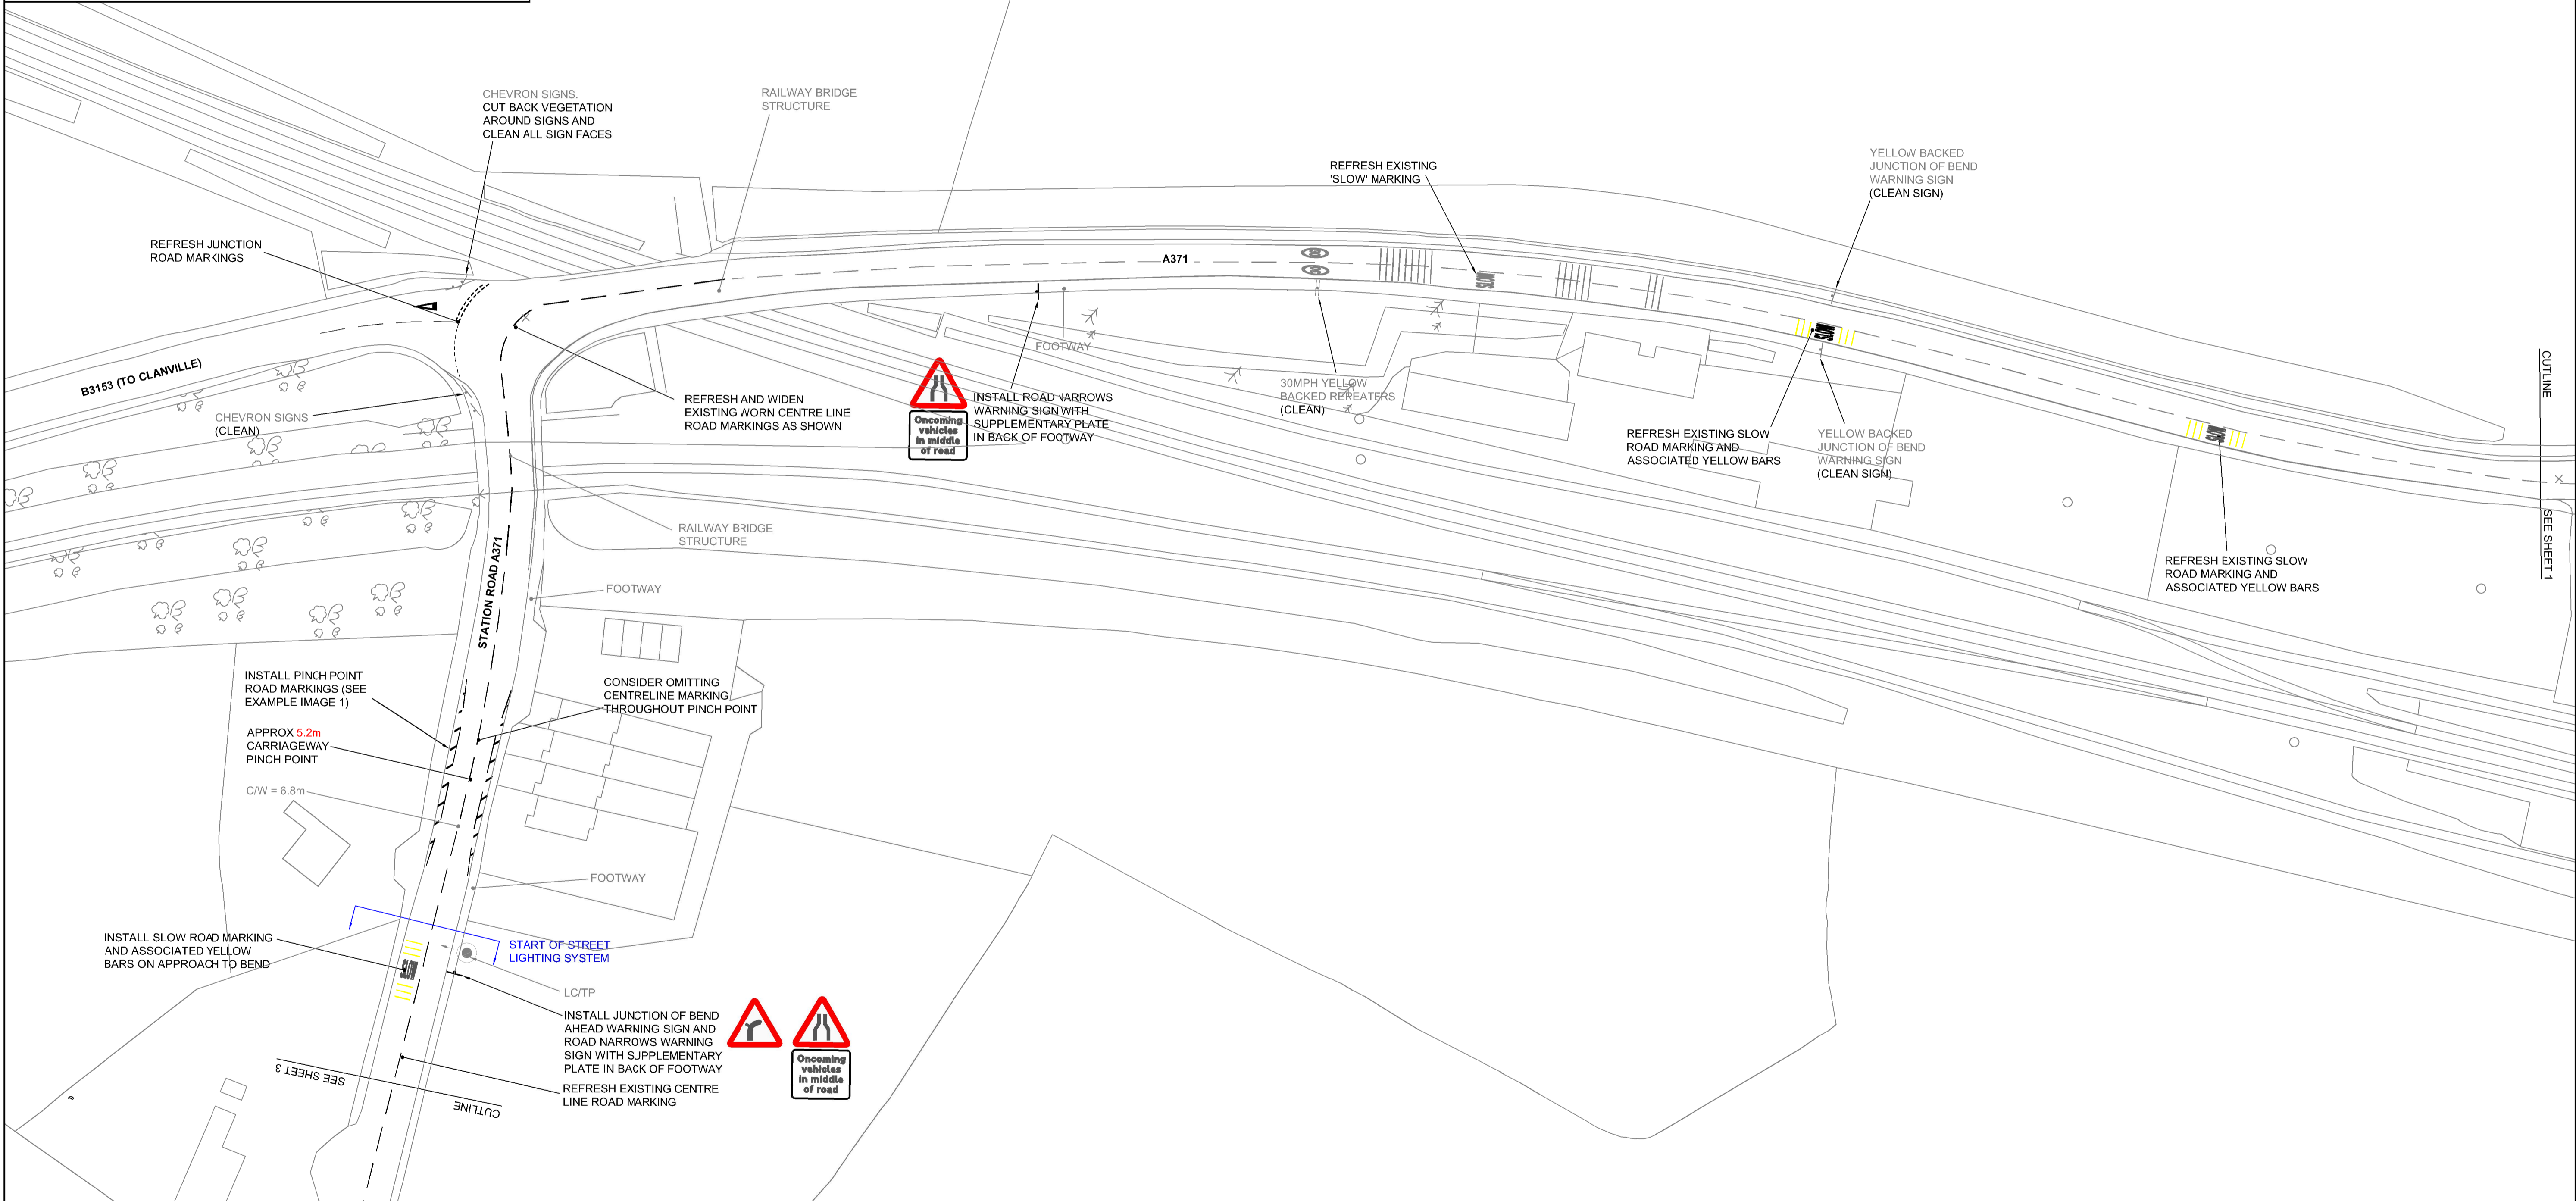 CHEVRON SIGNS.
CUT BACK VEGETATION
AROUND SIGNS AND
CLEAN ALL SIGN FACES
RAILWAY BRIDGE
STRUCTURE
REFRESH EXISTING
'SLOW' MARKING
YELLOW BACKED
JUNCTION OF BEND
WARNING SIGN
(CLEAN SIGN)
REFRESH JUNCTION
ROAD MARKINGS
A371
30
30
SLOW
SLOW
SLOW
B3153 (TO CLANVILLE)
CHEVRON SIGNS
(CLEAN)
REFRESH AND WIDEN
EXISTING WORN CENTRE LINE
ROAD MARKINGS AS SHOWN
FOOTWAY
Oncoming
vehicles
in middle
of road
INSTALL ROAD NARROWS
WARNING SIGN WITH
SUPPLEMENTARY PLATE
IN BACK OF FOOTWAY
30MPH YELLOW
BACKED REPEATERS
(CLEAN)
REFRESH EXISTING SLOW
ROAD MARKING AND
ASSOCIATED YELLOW BARS
YELLOW BACKED
JUNCTION OF BEND
WARNING SIGN
(CLEAN SIGN)
CUTLINE
SEE SHEET 1
REFRESH EXISTING SLOW
ROAD MARKING AND
ASSOCIATED YELLOW BARS
RAILWAY BRIDGE
STRUCTURE
STATION ROAD A371
FOOTWAY
INSTALL PINCH POINT
ROAD MARKINGS (SEE
EXAMPLE IMAGE 1)
CONSIDER OMITTING
CENTRELINE MARKING
THROUGHOUT PINCH POINT
APPROX 5.2m
CARRIAGEWAY
PINCH POINT
C/W = 6.8m
FOOTWAY
INSTALL SLOW ROAD MARKING
AND ASSOCIATED YELLOW
BARS ON APPROACH TO BEND
SLOW
START OF STREET
LIGHTING SYSTEM
LC/TP
INSTALL JUNCTION OF BEND
AHEAD WARNING SIGN AND
ROAD NARROWS WARNING
SIGN WITH SUPPLEMENTARY
PLATE IN BACK OF FOOTWAY
Oncoming
vehicles
in middle
of road
REFRESH EXISTING CENTRE
LINE ROAD MARKING
SEE SHEET 3
CUTLINE